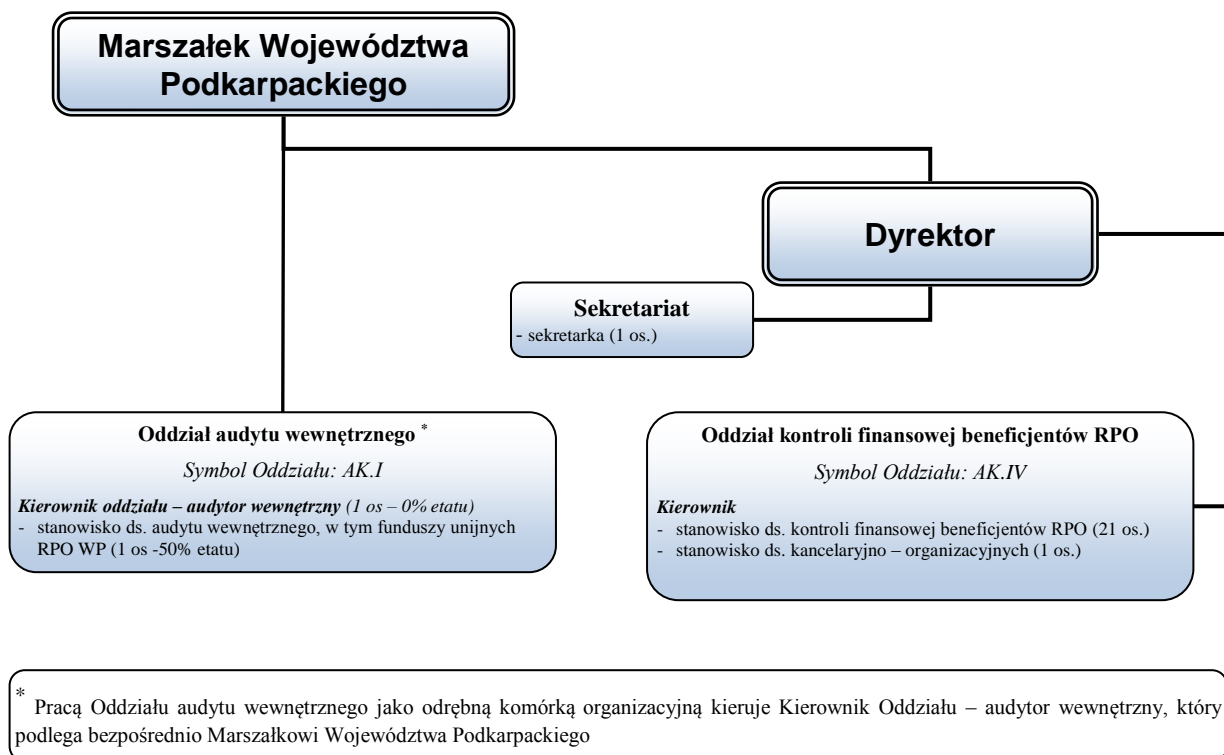 Marszałek Województwa
Podkarpackiego
Dyrektor
Sekretariat
- sekretarka (1 os.)
Oddział audytu wewnętrznego *
Symbol Oddziału: AK.I
Kierownik oddziału – audytor wewnętrzny (1 os – 0% etatu)
- stanowisko ds. audytu wewnętrznego, w tym funduszy unijnych
RPO WP (1 os -50% etatu)
Oddział kontroli finansowej beneficjentów RPO
Symbol Oddziału: AK.IV
Kierownik
- stanowisko ds. kontroli finansowej beneficjentów RPO (21 os.)
- stanowisko ds. kancelaryjno – organizacyjnych (1 os.)
* Pracą Oddziału audytu wewnętrznego jako odrębną komórką organizacyjną kieruje Kierownik Oddziału – audytor wewnętrzny, który
podlega bezpośrednio Marszałkowi Województwa Podkarpackiego